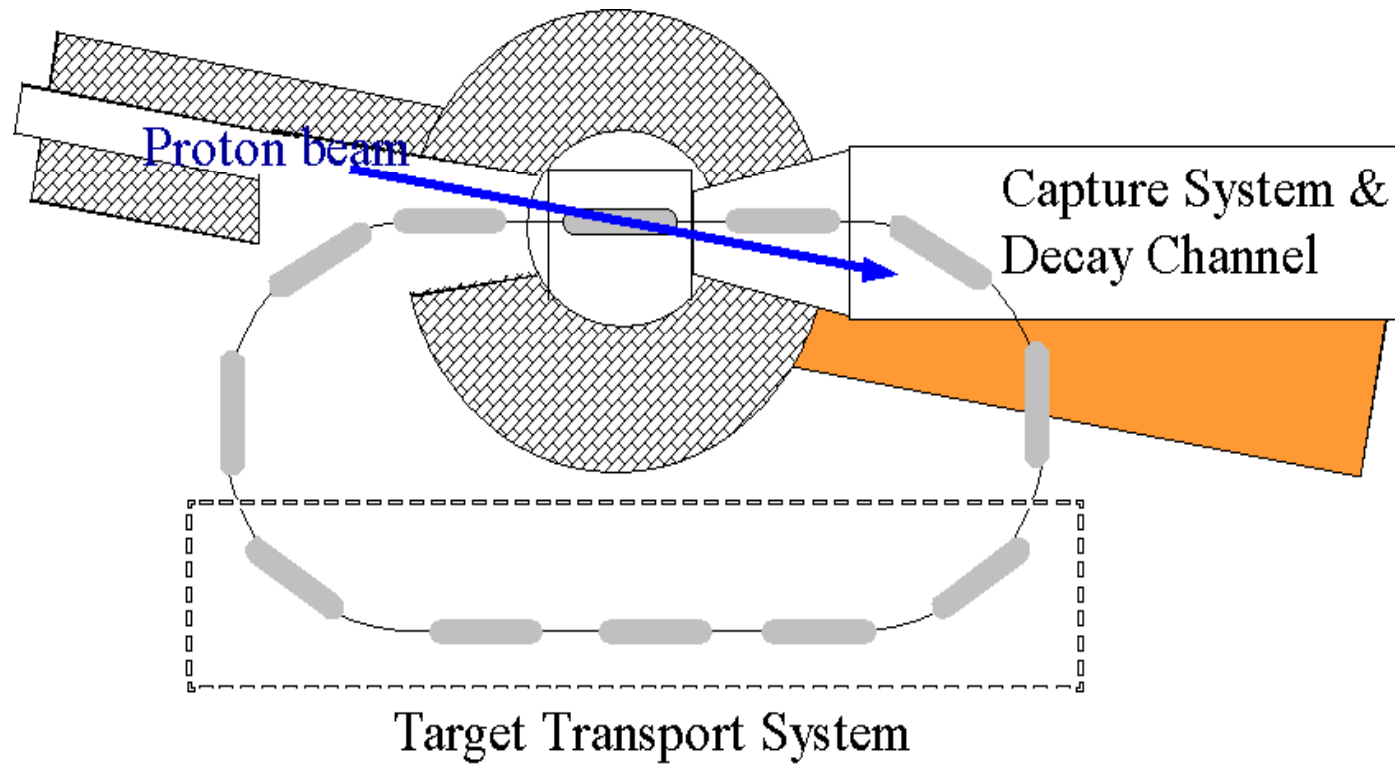 Proton beam
Capture System &
Decay Channel
Target Transport System